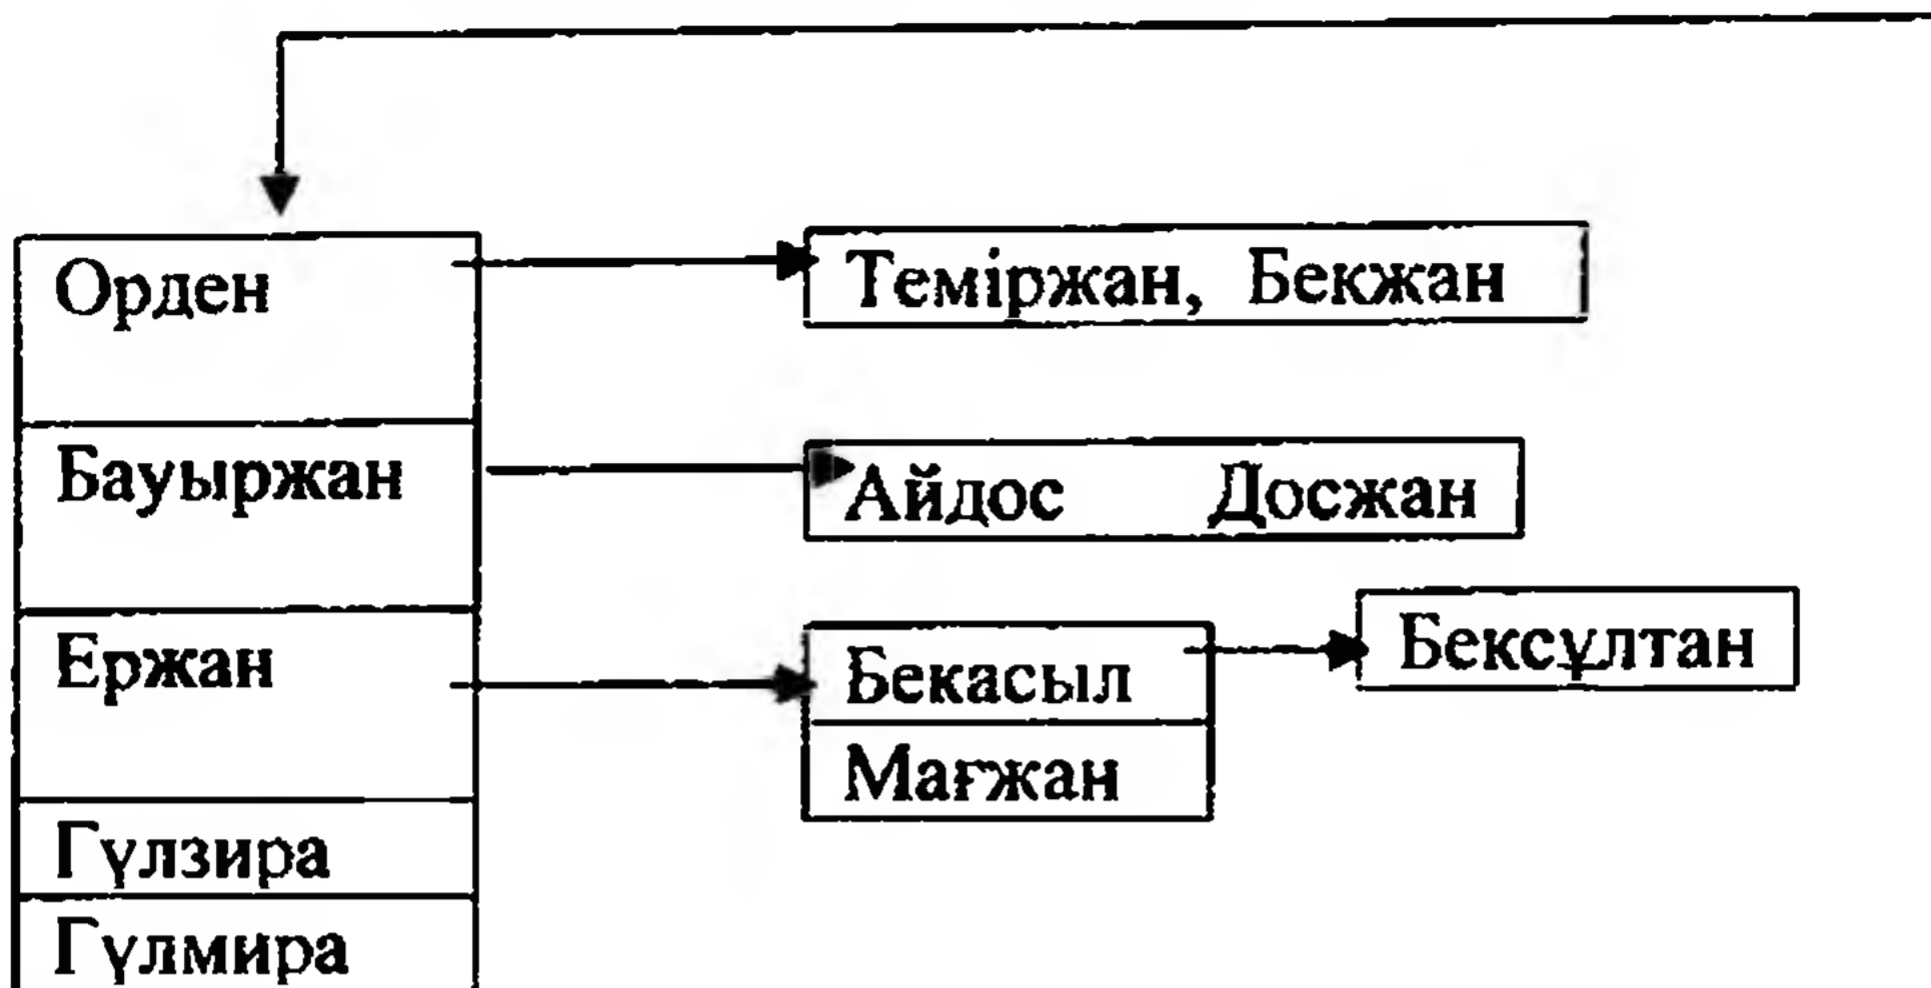 Орден
Теміржан, Бекжан
Бауыржан
Айдос Досжан
Ержан
Бекасыл
Бексұлтан
Мағжан
Гүлзира
Гүлмира